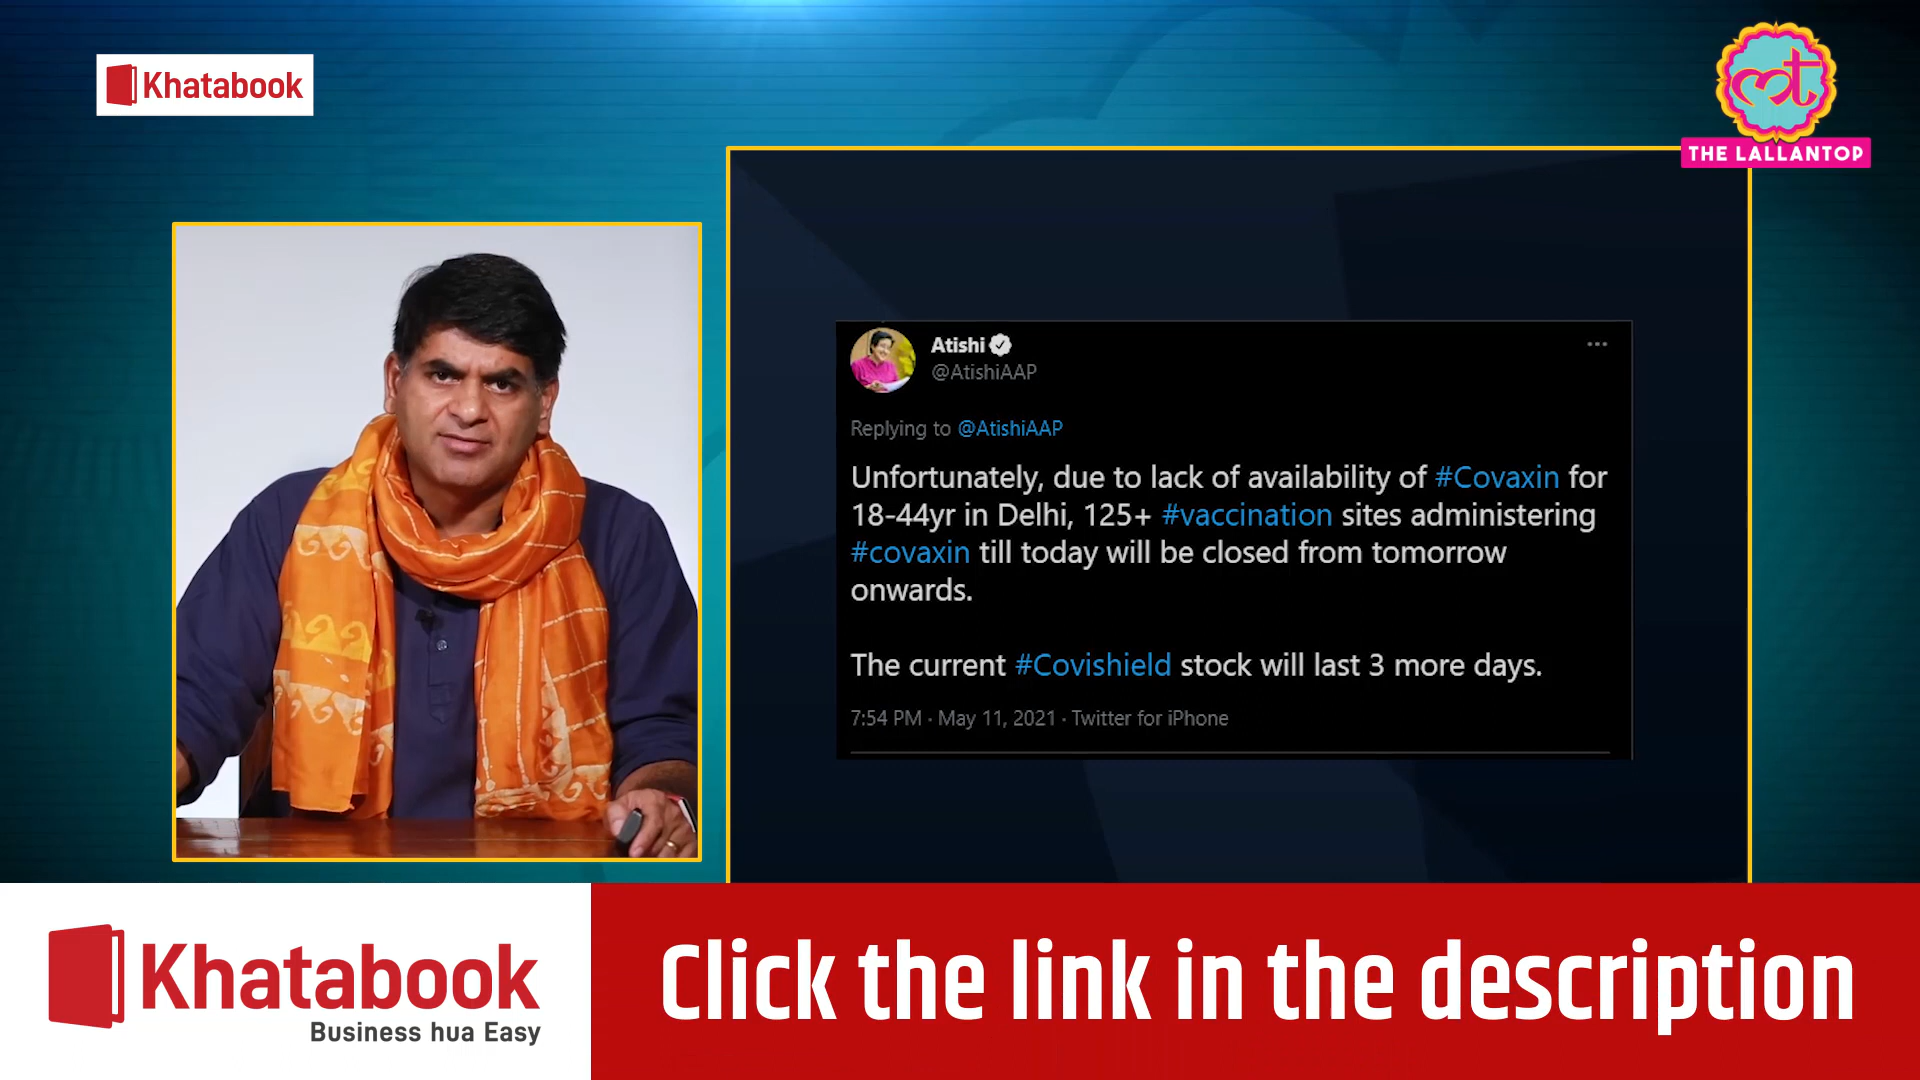 Khatabook
लT
THE LALLANTOP
Atishi
@AtishiAAP
Replying to @AtishiAAP
Unfortunately, due to lack of availability of #Covaxin for
18-44yr in Delhi, 125+ #vaccination sites administering
#covaxin till today will be closed from tomorrow
onwards.
The current #Covishield stock will last 3 more days.
7:54 PM · May 11, 2021 · Twitter for iPhone
Khatabook
Business hua Easy
Click the link in the description